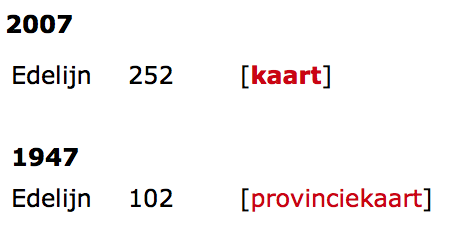 2007
Edelijn 252 [kaart]
1947
Edelijn 102 [provinciekaart]